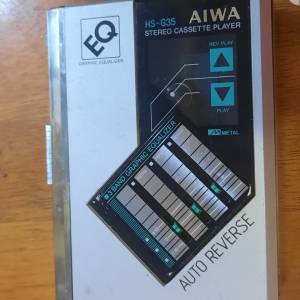 EQ
GRAPHIC EQUALIZER
HS-G35 AIWA
STEREO CASSETTE PLAYER
REV PLAY
PLAY
METAL
3 BAND GRAPHIC EQUALIZER
AUTO REVERSE